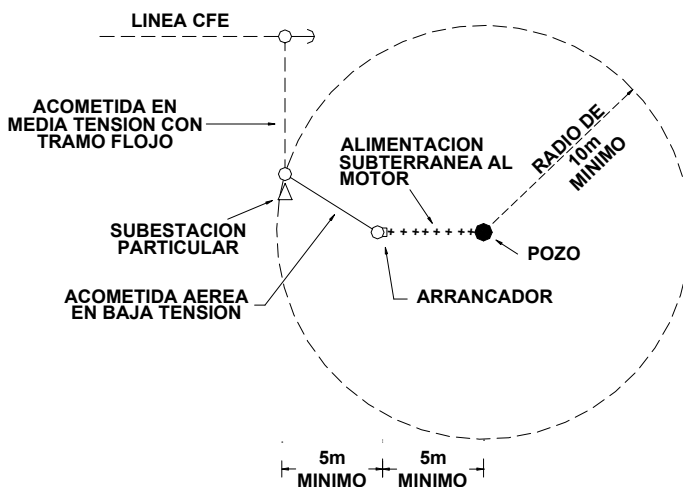 LINEA CFE
ACOMETIDA EN
MEDIA TENSION CON
TRAMO FLOJO
ALIMENTACION
SUBTERRANEA AL
MOTOR
RADIO DE
10m
MINIMO
SUBESTACION
PARTICULAR
POZO
ACOMETIDA AEREA
EN BAJA TENSION
ARRANCADOR
5m
MINIMO
5m
MINIMO